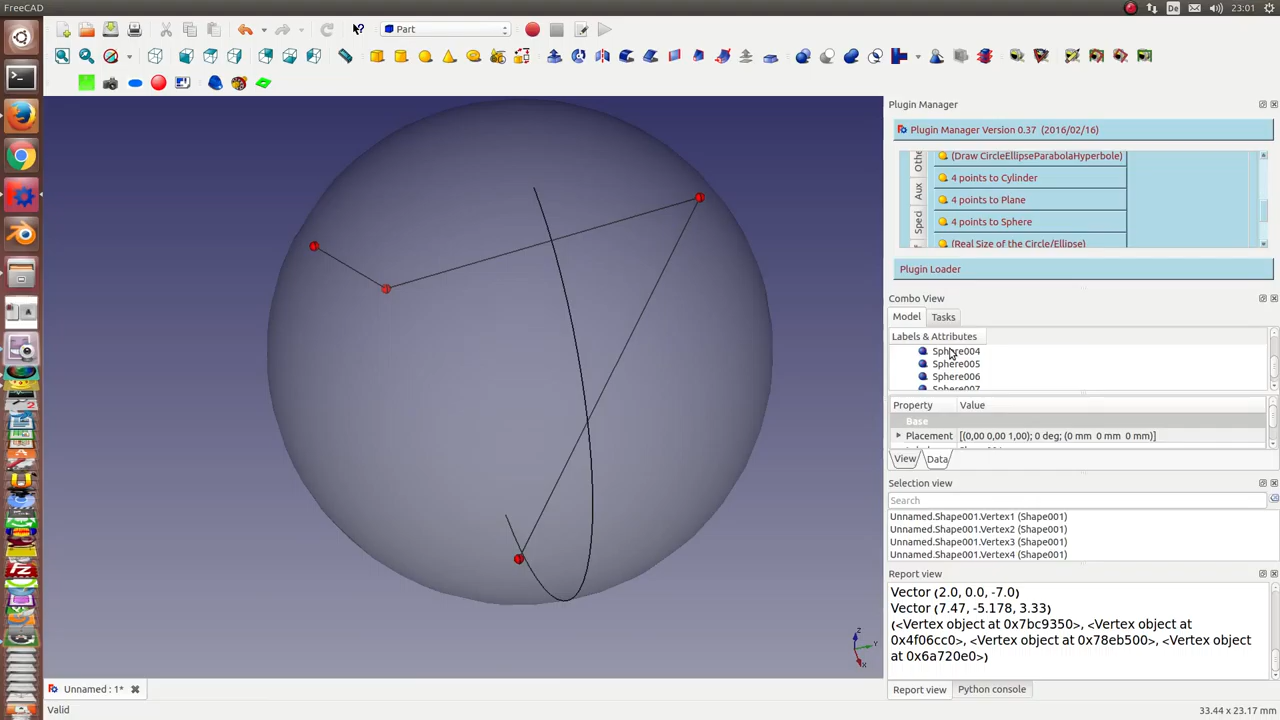 FreeCAD
De
23:01
Part
Plugin Manager
Plugin Manager Version 0.37 (2016/02/16)
Othe
Aux
Speci
(Draw CircleEllipseParabolaHyperbole)
4 points to Cylinder
4 points to Plane
4 points to Sphere
(Real Size of the Circle/Ellipse)
Plugin Loader
Combo View
Model Tasks
Labels & Attributes
Sphere004
Sphere005
Sphere006
Sphere007
Property Value
Base
Placement [(0,00 0,00 1,00); 0 deg; (0 mm 0 mm 0 mm)]
View Data
Selection view
Search
Unnamed.Shape001.Vertex1 (Shape001)
Unnamed.Shape001.Vertex2 (Shape001)
Unnamed.Shape001.Vertex3 (Shape001)
Unnamed.Shape001.Vertex4 (Shape001)
Report view
Vector (2.0, 0.0, -7.0)
Vector (7.47, -5.178, 3.33)
(<Vertex object at 0x7bc9350>, <Vertex object at
0x4f06cc0>, <Vertex object at 0x78eb500>, <Vertex object
at 0x6a720e0>)
Z
Y
X
Unnamed : 1*
Report view Python console
Valid
33.44 x 23.17 mm